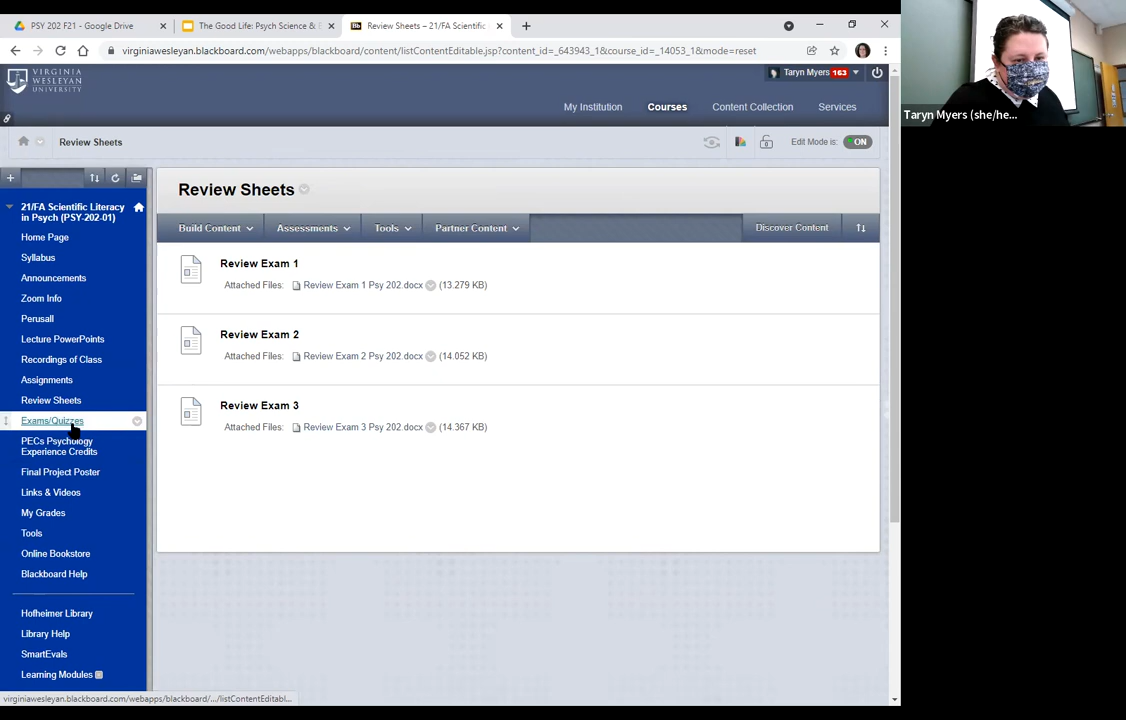 PSY 202 F21 - Google Drive
The Good Life: Psych Science &
Review Sheets – 21/FA Scientific
virginiawesleyan.blackboard.com/webapps/blackboard/content/listContentEditable.jsp?content_id=_643943_1&course_id=_14053_1&mode=reset
VIRGINIA
WESLEYAN
UNIVERSITY
Taryn Myers 163
My Institution
Courses
Content Collection
Services
Review Sheets
Edit Mode is: ON
21/FA Scientific Literacy
in Psych (PSY-202-01)
Home Page
Syllabus
Announcements
Zoom Info
Perusall
Lecture PowerPoints
Recordings of Class
Assignments
Review Sheets
Exams/Quizzes
PECs Psychology
Experience Credits
Final Project Poster
Links & Videos
My Grades
Tools
Online Bookstore
Blackboard Help
Hofheimer Library
Library Help
SmartEvals
Learning Modules
Review Sheets
Build Content
Assessments
Tools
Partner Content
Discover Content
Review Exam 1
Attached Files: Review Exam 1 Psy 202.docx (13.279 KB)
Review Exam 2
Attached Files: Review Exam 2 Psy 202.docx (14.052 KB)
Review Exam 3
Attached Files: Review Exam 3 Psy 202.docx (14.367 KB)
virginiawesleyan.blackboard.com/webapps/blackboard/.../listContentEditabl...
Taryn Myers (she/he...